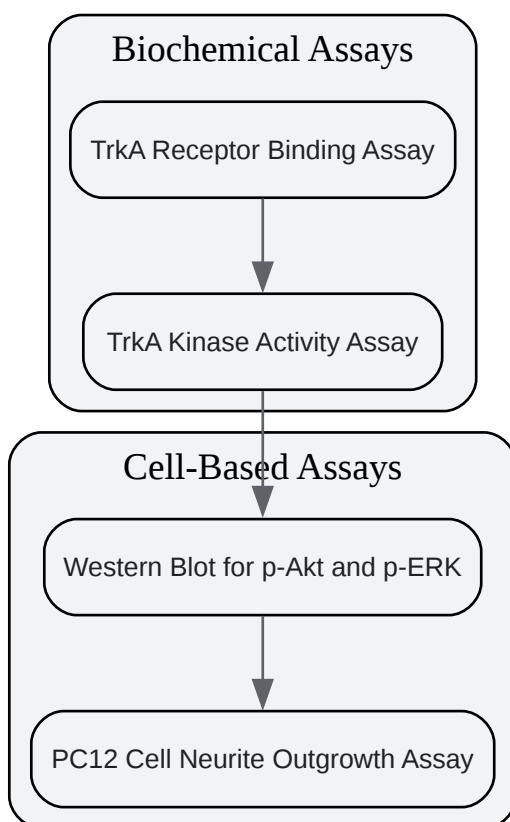 Biochemical Assays
TrkA Receptor Binding Assay
TrkA Kinase Activity Assay
Cell-Based Assays
Western Blot for p-Akt and p-ERK
PC12 Cell Neurite Outgrowth Assay